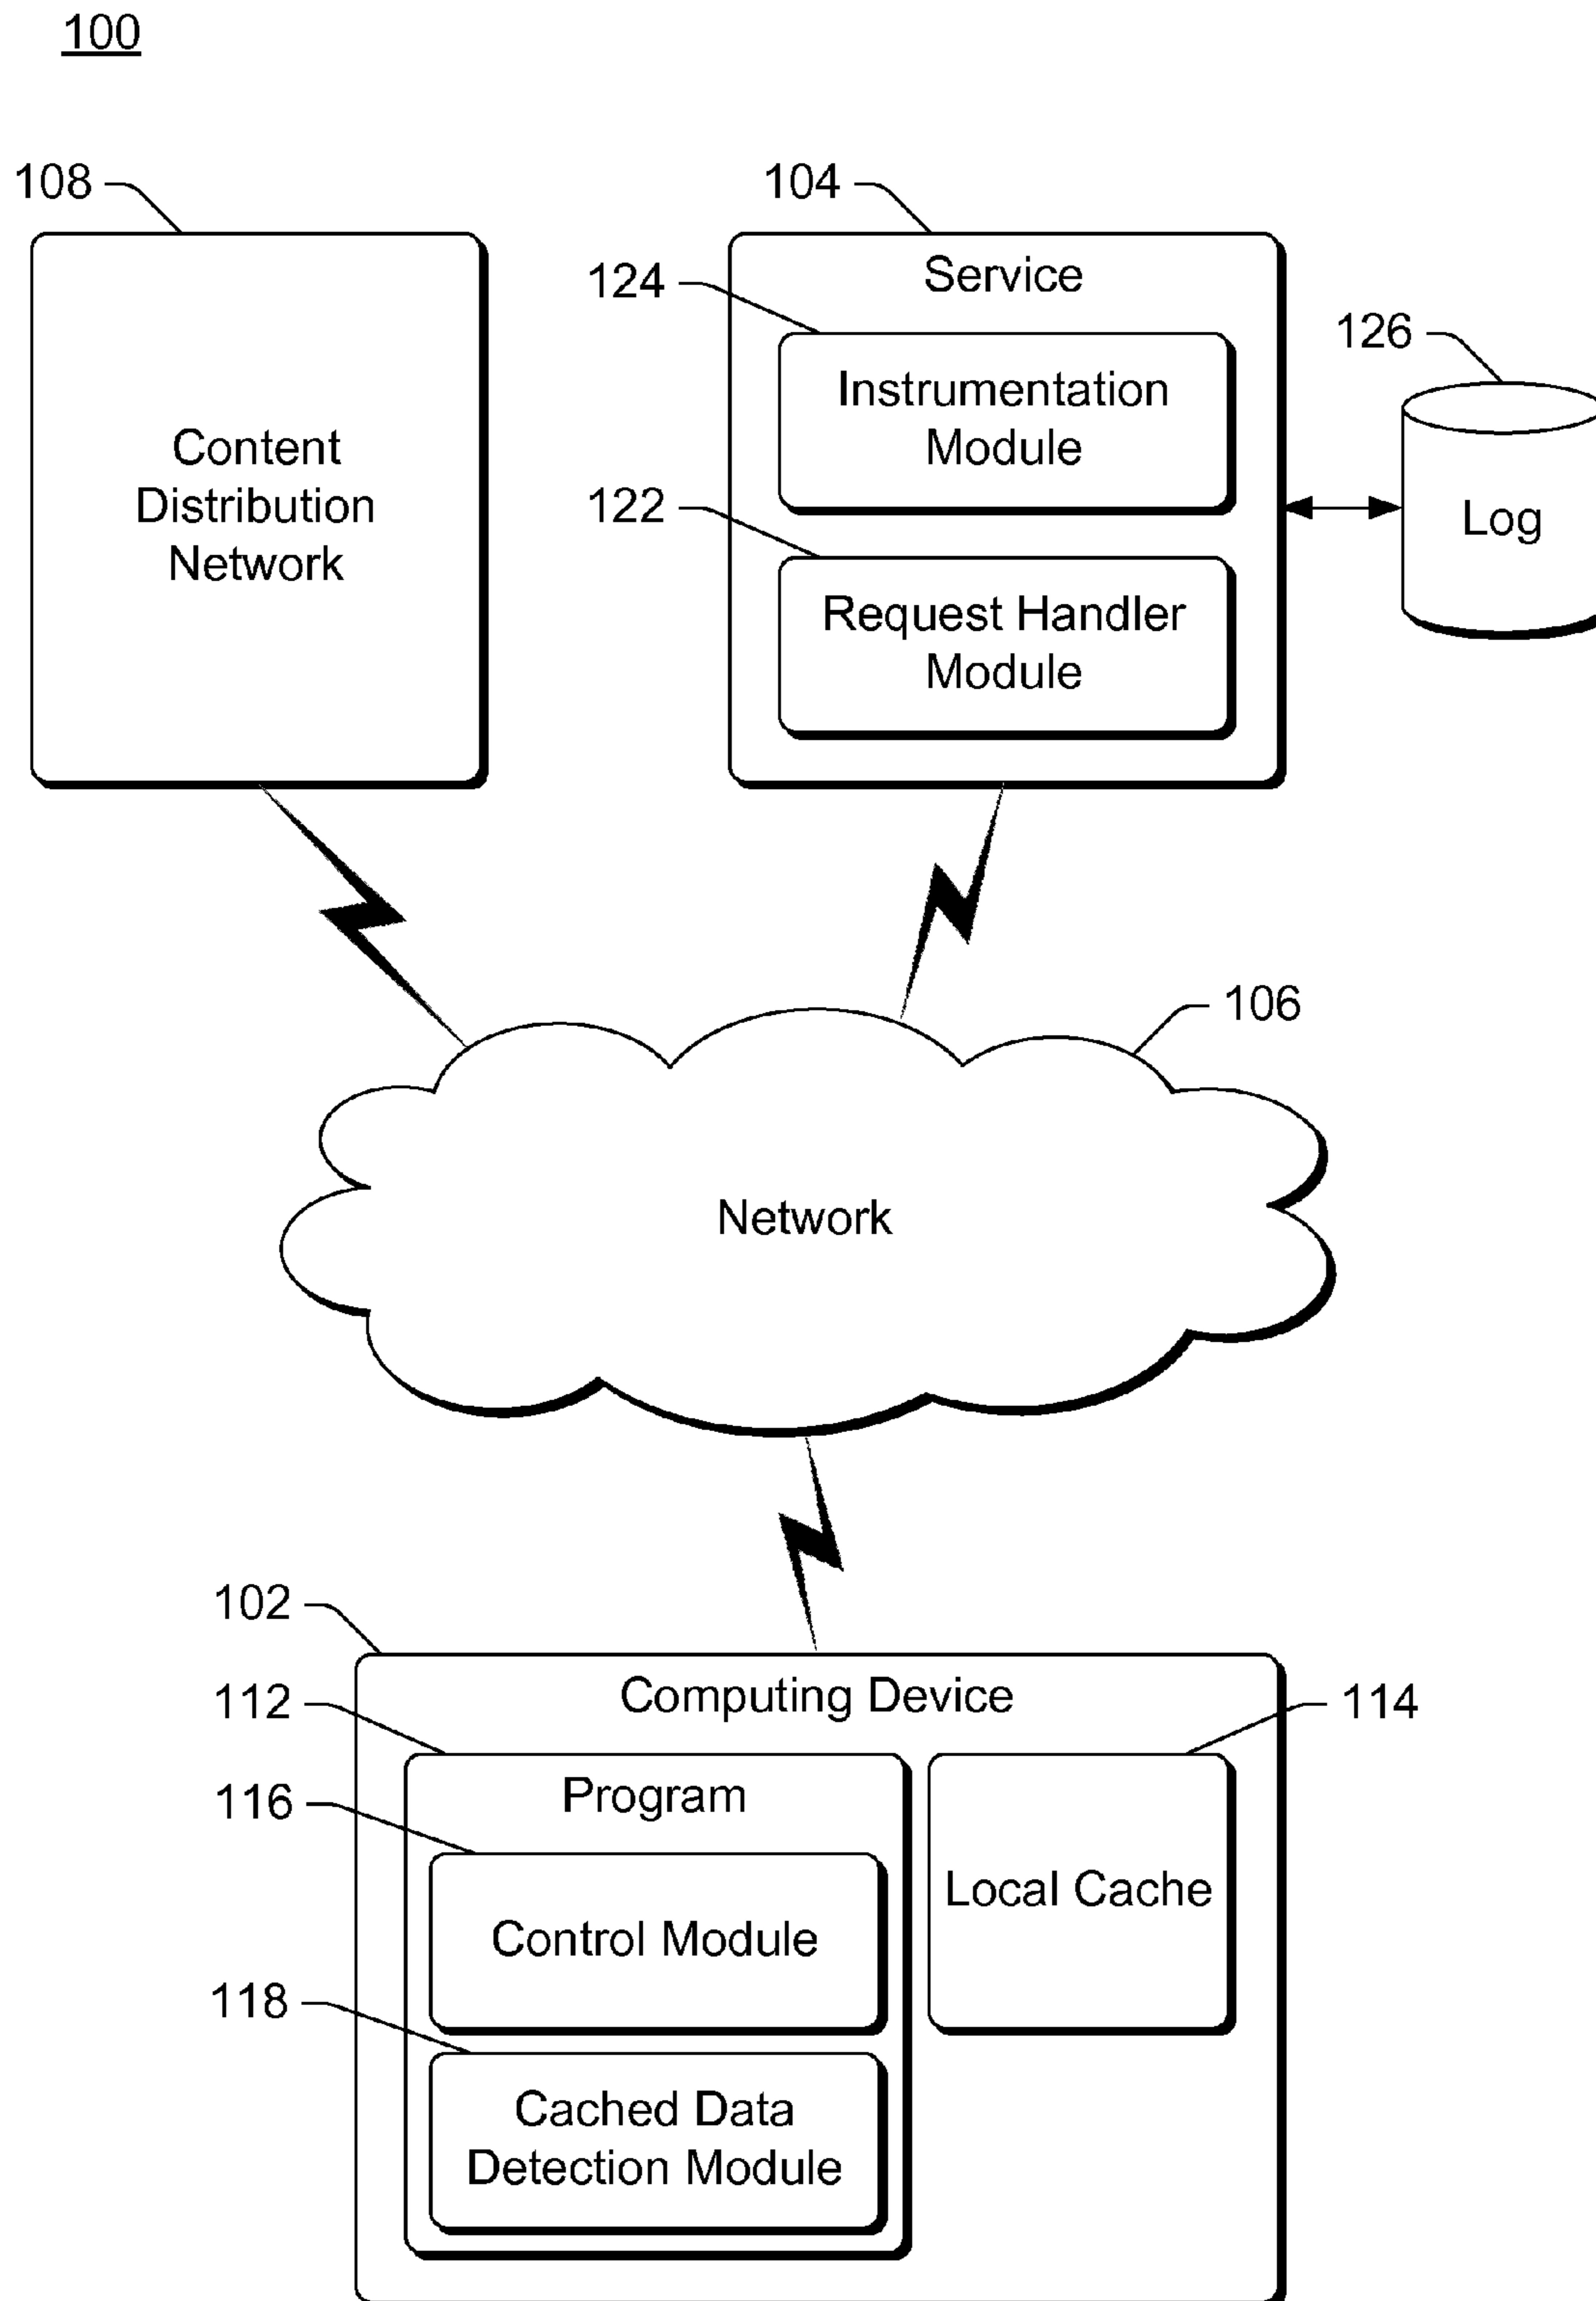 100
108
104
124
Service
126
Instrumentation
Module
Content
Distribution
Network
122
Log
Request Handler
Module
106
Network
102
Computing Device
112
114
Program
116
Local Cache
Control Module
118
Cached Data
Detection Module